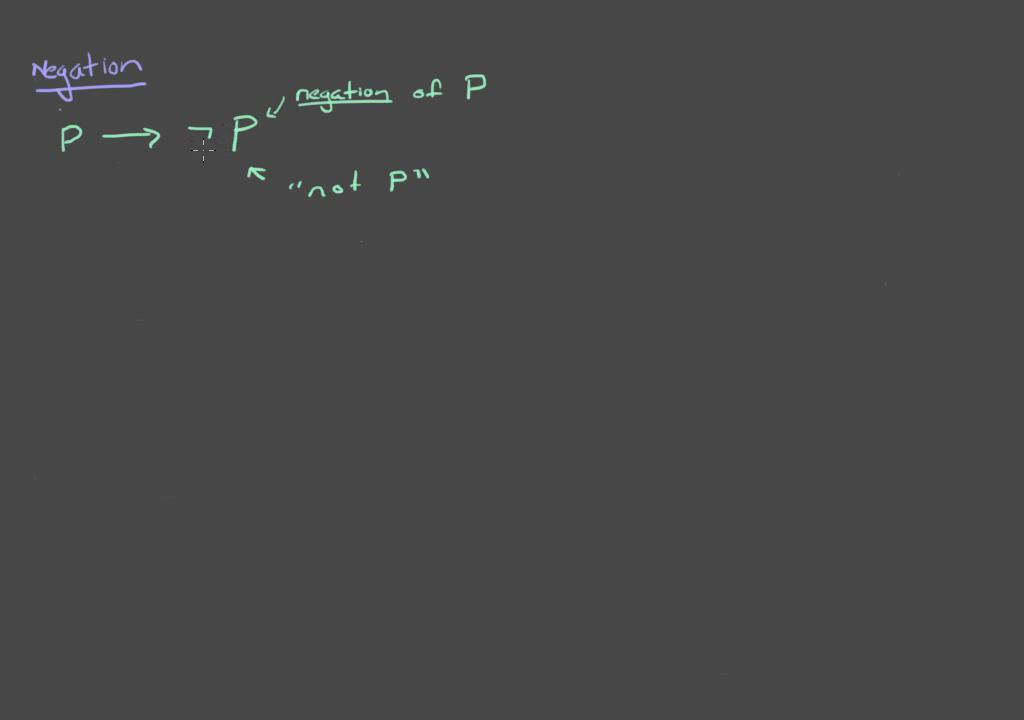 Negation
negation of P
P → ¬ P
"not P"